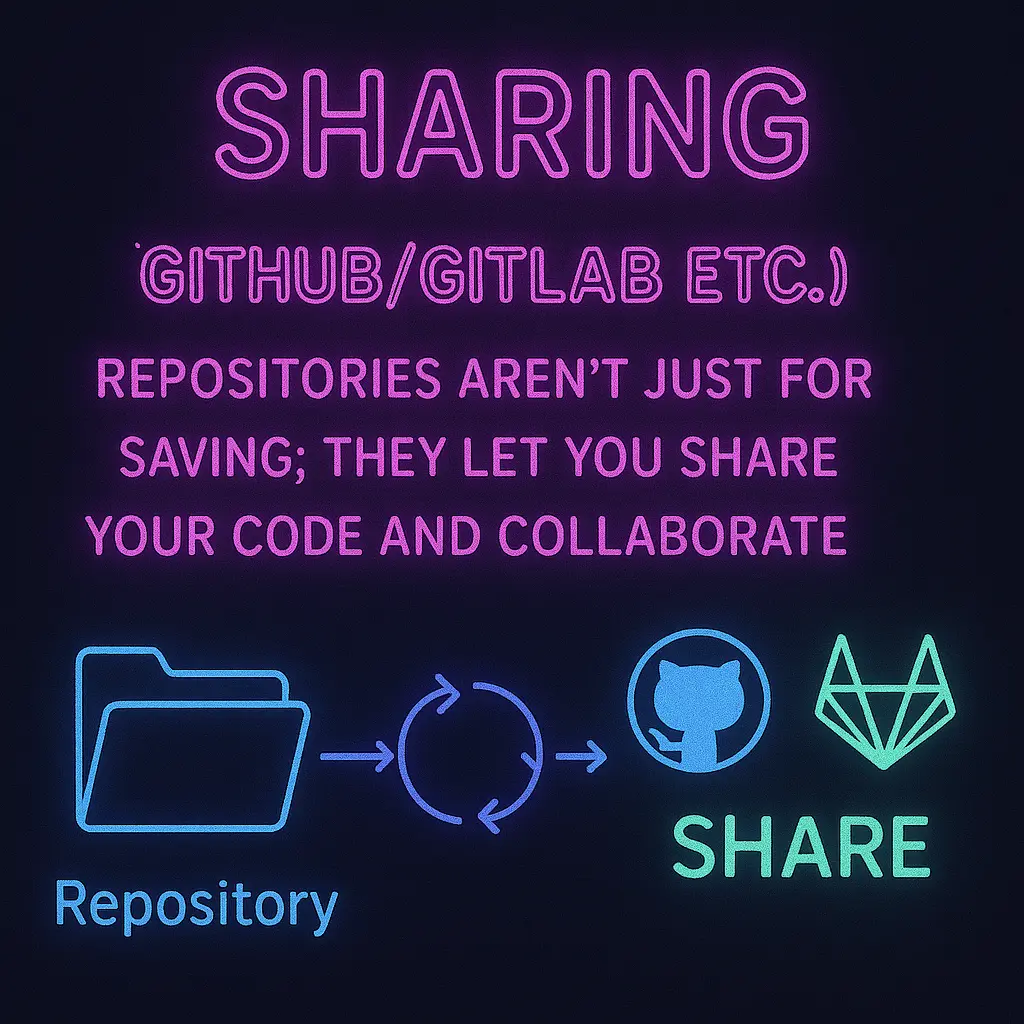 SHARING
`GITHUB/GITLAB ETC.)
REPOSITORIES AREN'T JUST FOR
SAVING; THEY LET YOU SHARE
YOUR CODE AND COLLABORATE
SHARE
Repository